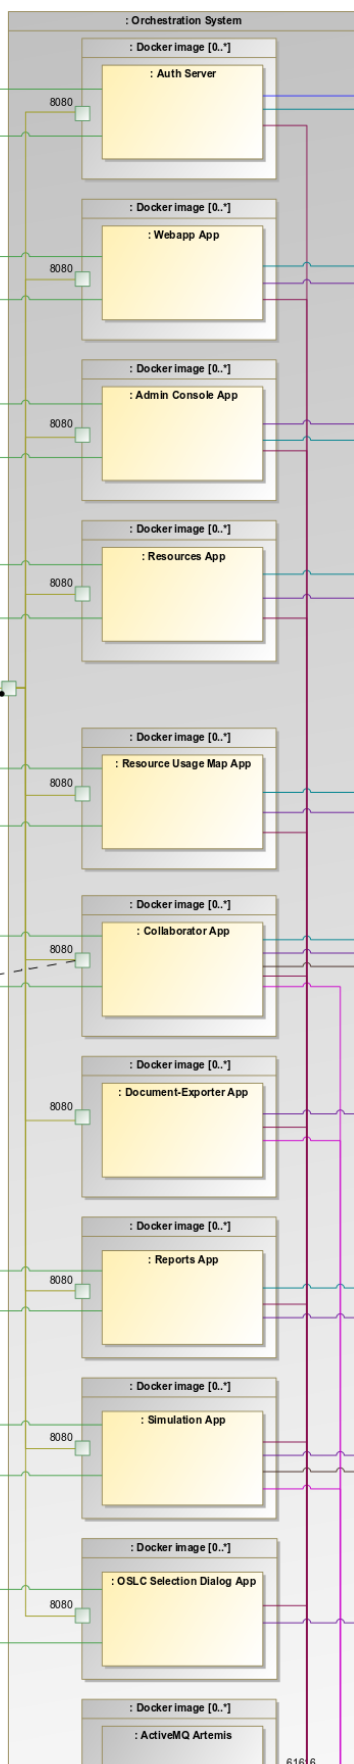 : Orchestration System
: Docker image [0..*]
: Auth Server
8080
: Docker image [0..*]
: Webapp App
8080
: Docker image [0..*]
: Admin Console App
8080
: Docker image [0..*]
: Resources App
8080
: Docker image [0..*]
: Resource Usage Map App
8080
: Docker image [0..*]
: Collaborator App
8080
: Docker image [0..*]
: Document-Exporter App
8080
: Docker image [0..*]
: Reports App
8080
: Docker image [0..*]
: Simulation App
8080
: Docker image [0..*]
: OSLC Selection Dialog App
8080
: Docker image [0..*]
: ActiveMQ Artemis
61616